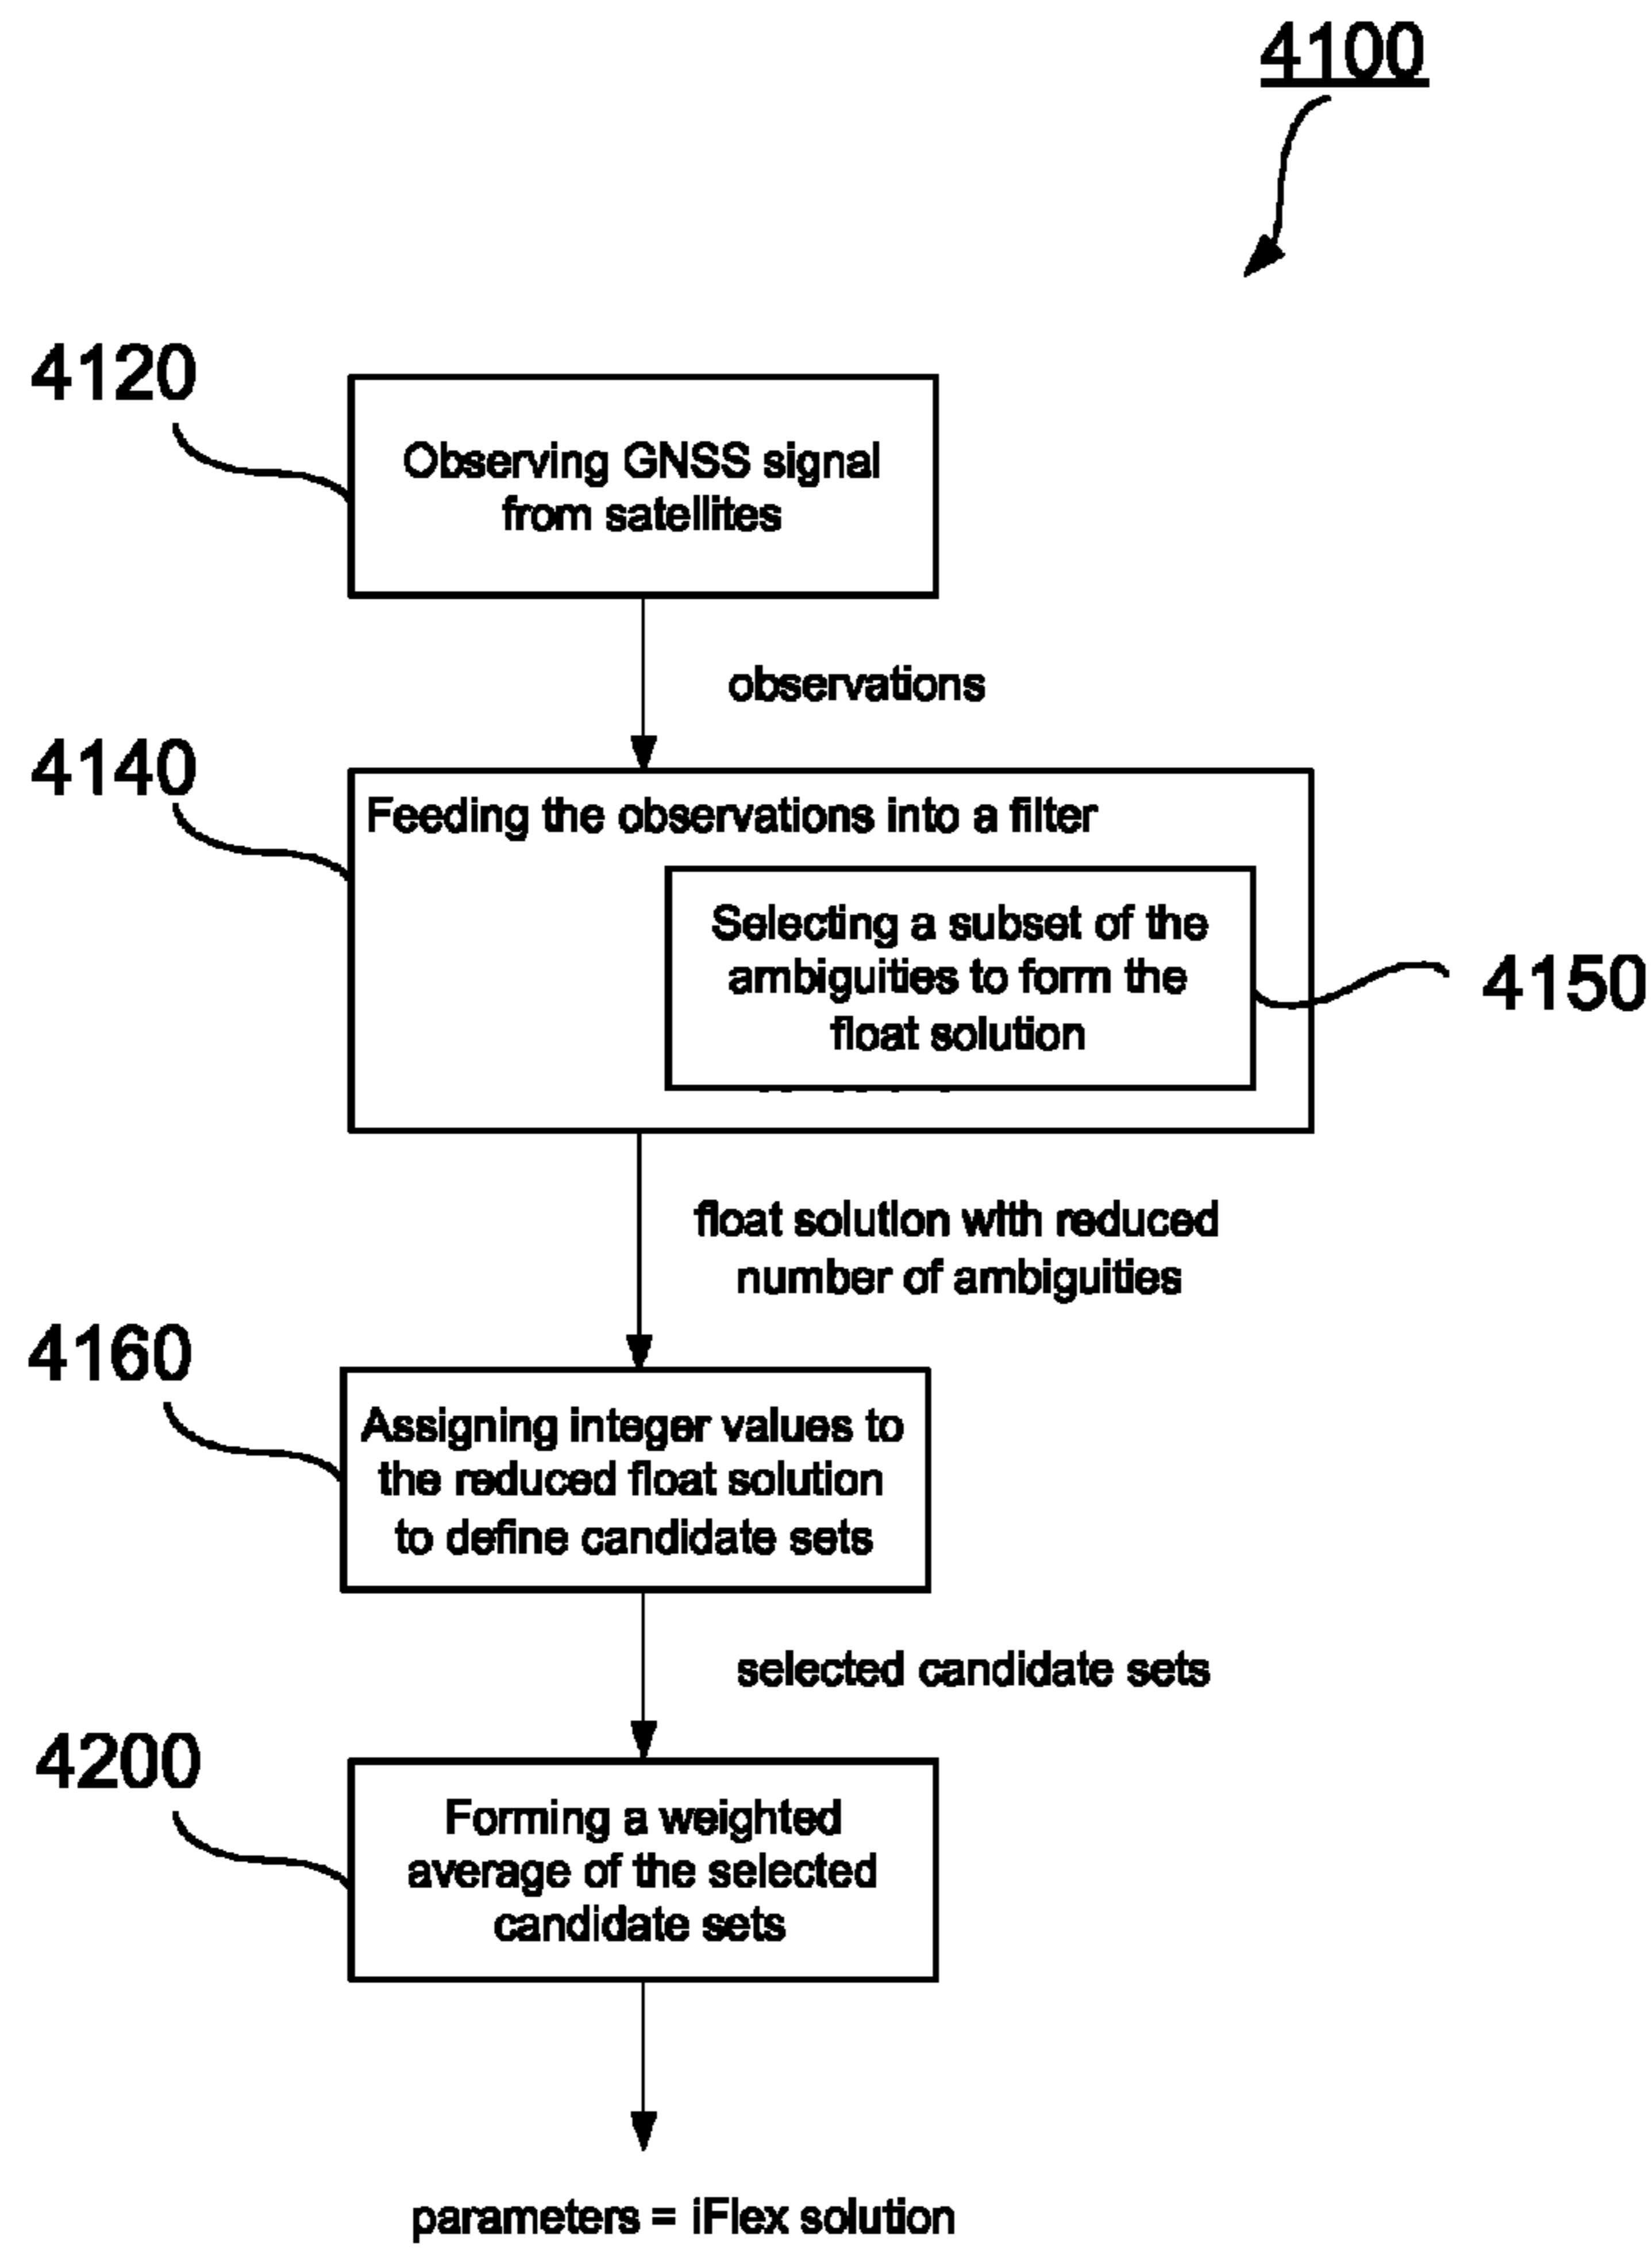 4100
4120
Observing GNSS signal
from satellites
observations
4140
Feeding the observations into a filter
Selecting a subset of the
ambiguities to form the
float solution
4150
float solution with reduced
number of ambiguities
4160
Assigning integer values to
the reduced float solution
to define candidate sets
selected candidate sets
4200
Forming a weighted
average of the selected
candidate sets
parameters = iFlex solution